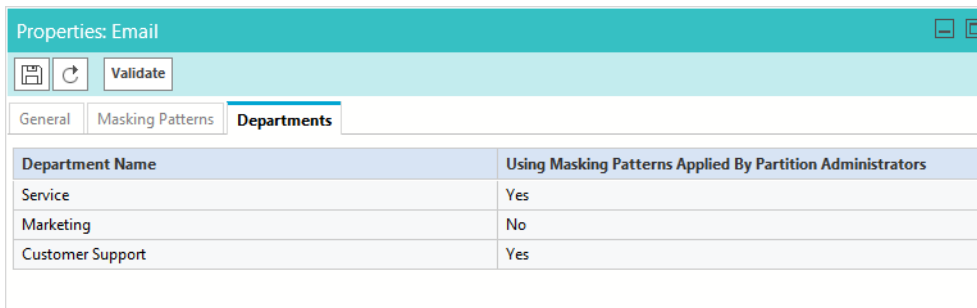 Properties: Email
Validate
General Masking Patterns Departments
Department Name Using Masking Patterns Applied By Partition Administrators
Service Yes
Marketing No
Customer Support Yes